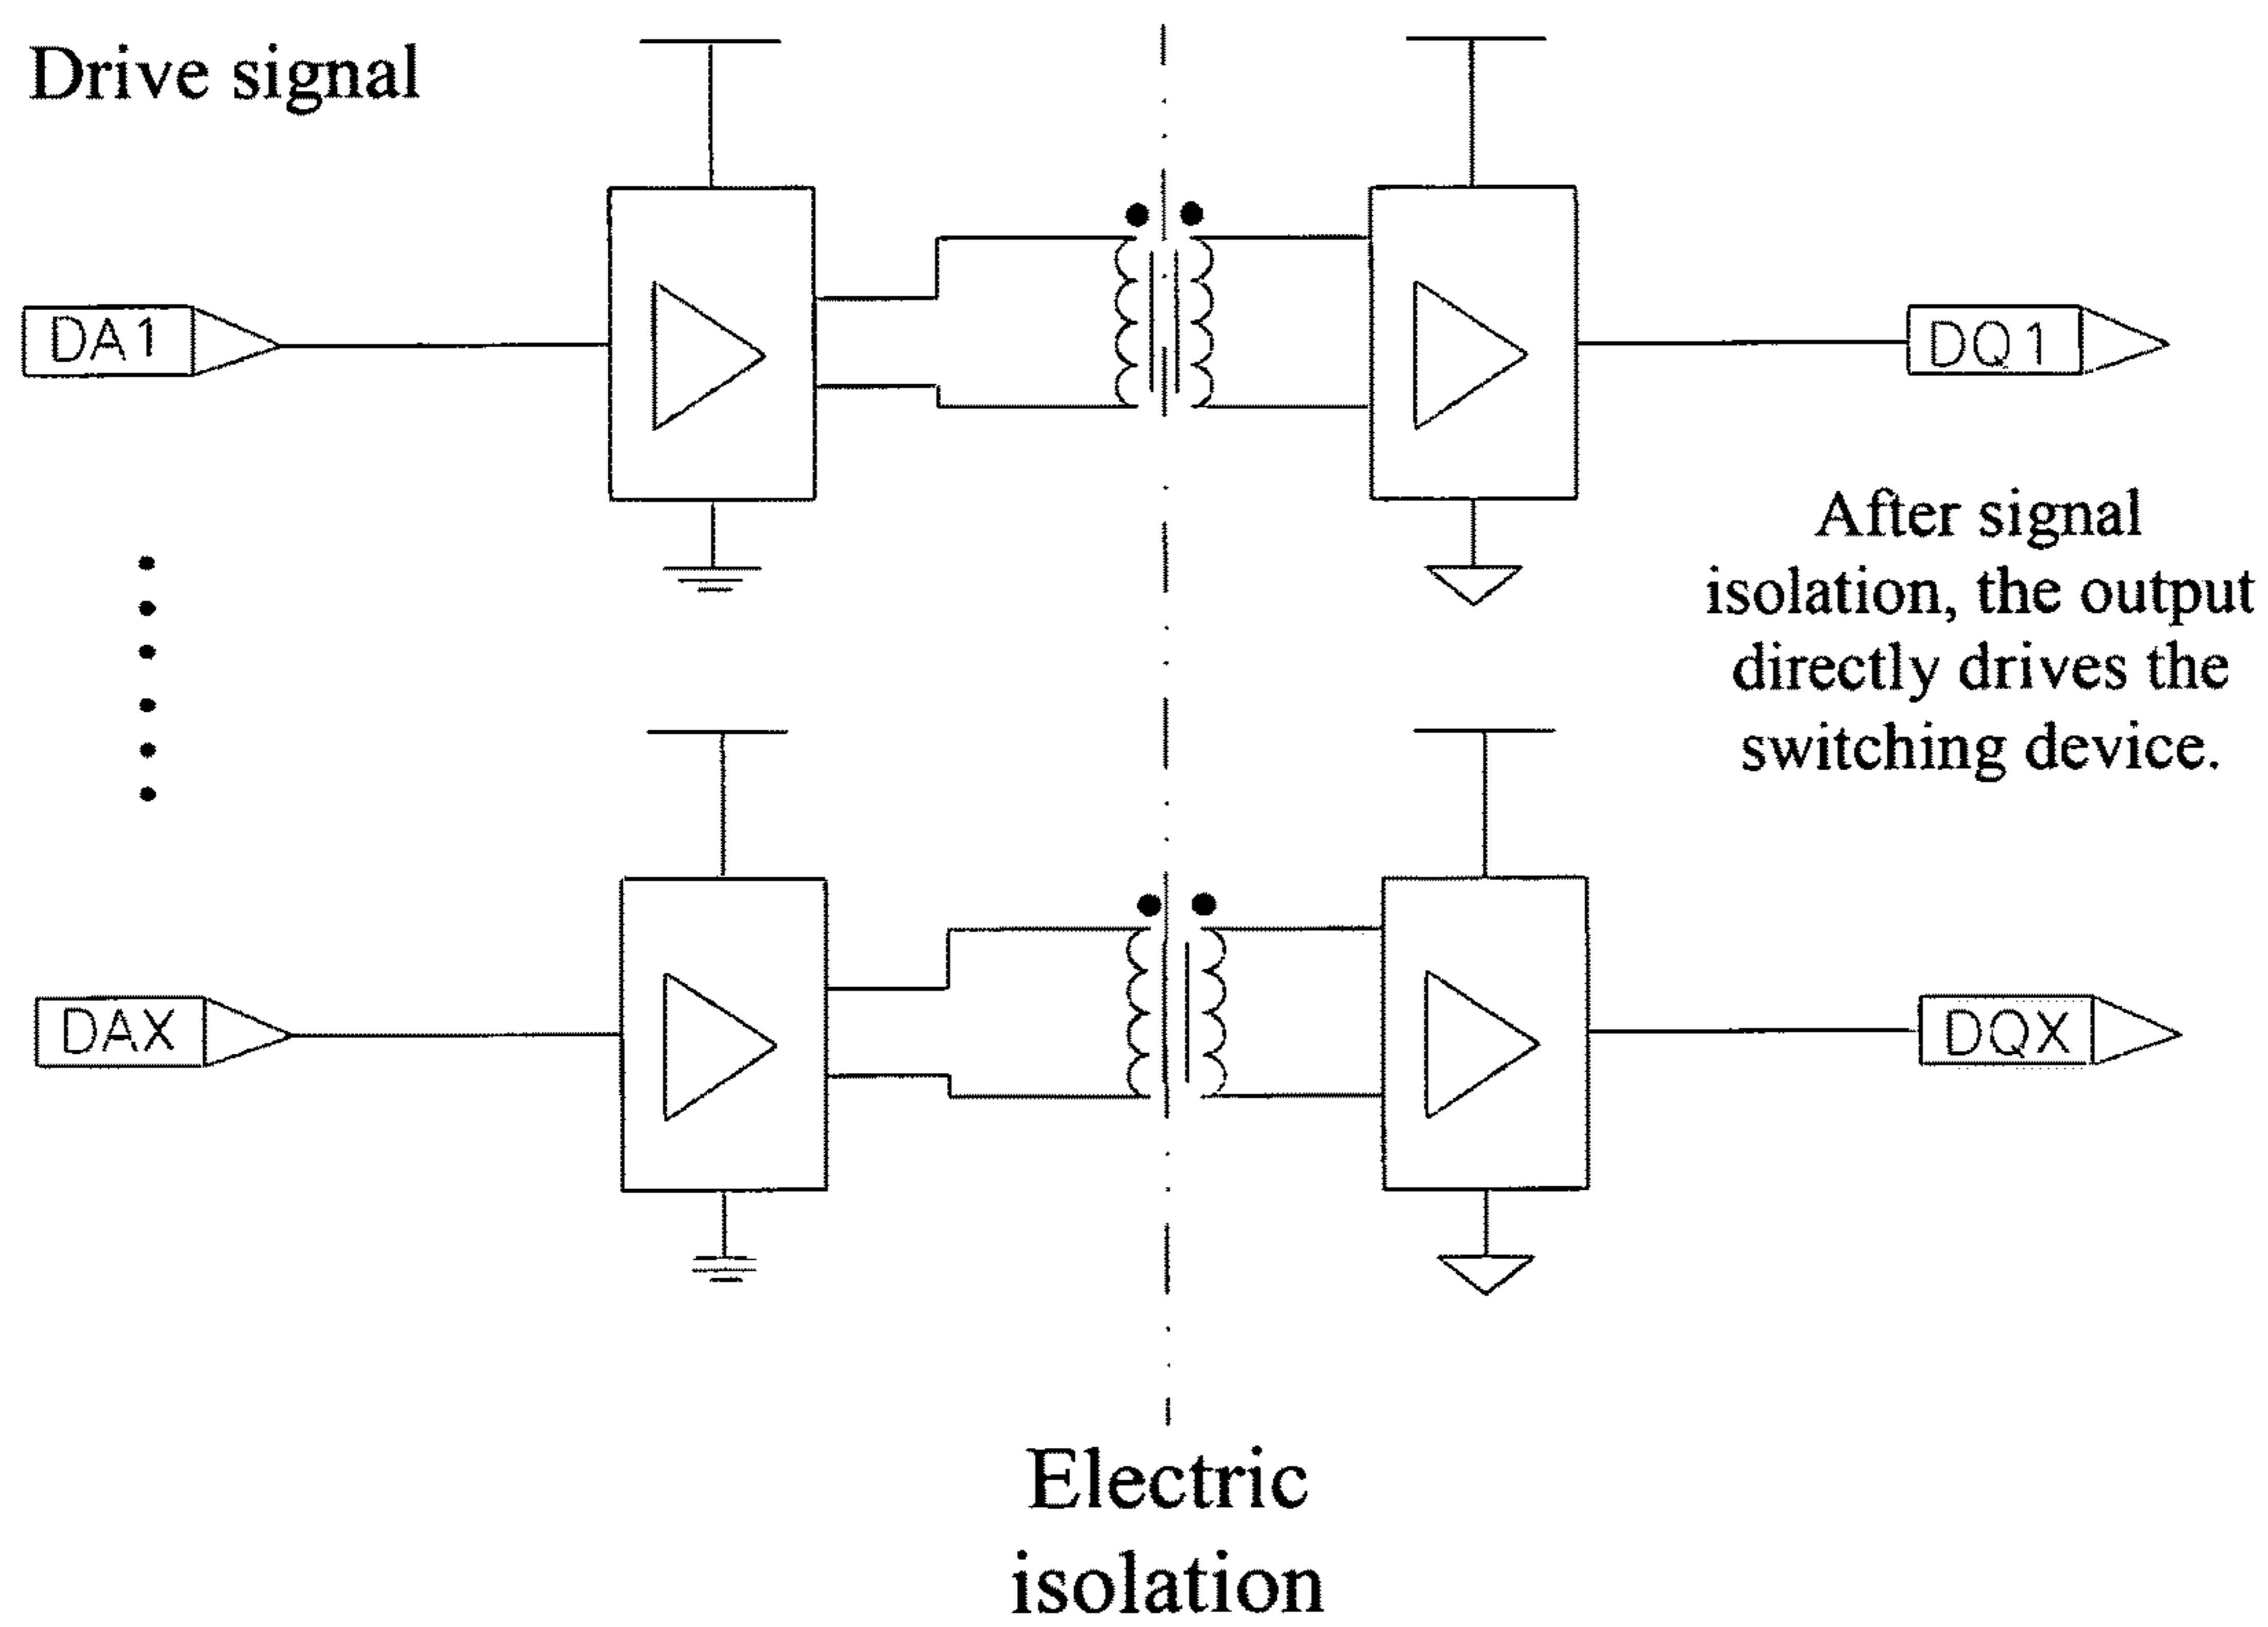 Drive signal
DA1
DQ1
After signal
isolation, the output
directly drives the
switching device.
DAX
DQX
Electric
isolation